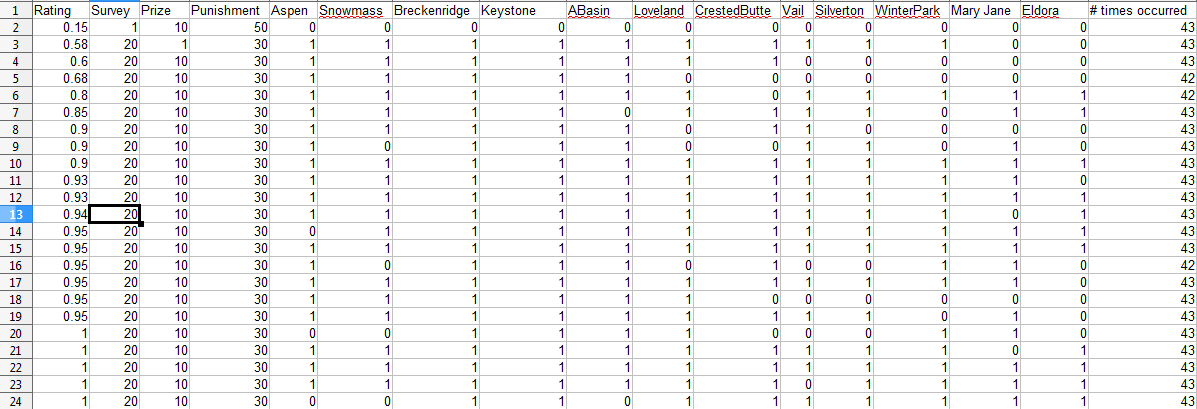 1 Rating Survey Prize Punishment Aspen Snowmass Breckenridge Keystone ABasin Loveland CrestedButte Vail Silverton WinterPark Mary Jane Eldora # times occurred
2 0.15 1 10 50 0 0 0 0 0 0 0 0 0 0 0 0 43
3 0.58 20 1 30 1 1 1 1 1 1 1 1 1 1 0 0 43
4 0.6 20 10 30 1 1 1 1 1 1 1 0 0 0 0 0 43
5 0.68 20 10 30 1 1 1 1 1 0 0 0 0 0 0 0 42
6 0.8 20 10 30 1 1 1 1 1 1 0 1 1 1 1 1 42
7 0.85 20 10 30 1 1 1 1 0 1 1 1 1 0 1 1 43
8 0.9 20 10 30 1 1 1 1 1 0 1 1 0 0 0 0 43
9 0.9 20 10 30 1 0 1 1 1 0 0 1 1 0 1 0 43
10 0.9 20 10 30 1 1 1 1 1 1 1 1 1 1 1 1 43
11 0.93 20 10 30 1 1 1 1 1 1 1 1 1 1 1 0 43
12 0.93 20 10 30 1 1 1 1 1 1 1 1 1 1 1 1 43
13 0.94 20 10 30 1 1 1 1 1 1 1 1 1 1 0 1 43
14 0.95 20 10 30 0 1 1 1 1 1 1 1 1 1 1 1 43
15 0.95 20 10 30 1 1 1 1 1 1 1 1 1 1 1 1 43
16 0.95 20 10 30 1 0 1 1 1 0 1 0 0 1 1 0 42
17 0.95 20 10 30 1 1 1 1 1 1 1 1 1 1 1 1 43
18 0.95 20 10 30 1 1 1 1 1 1 0 0 0 0 0 0 43
19 0.95 20 10 30 1 1 1 1 1 1 1 1 1 0 1 0 43
20 1 20 10 30 0 0 1 1 1 1 0 0 0 1 1 0 43
21 1 20 10 30 1 1 1 1 1 1 1 1 1 1 0 1 43
22 1 20 10 30 1 1 1 1 1 1 1 1 1 1 1 1 43
23 1 20 10 30 1 1 1 1 1 1 1 0 1 1 1 1 43
24 1 20 10 30 0 0 1 1 0 1 1 1 1 1 1 1 43